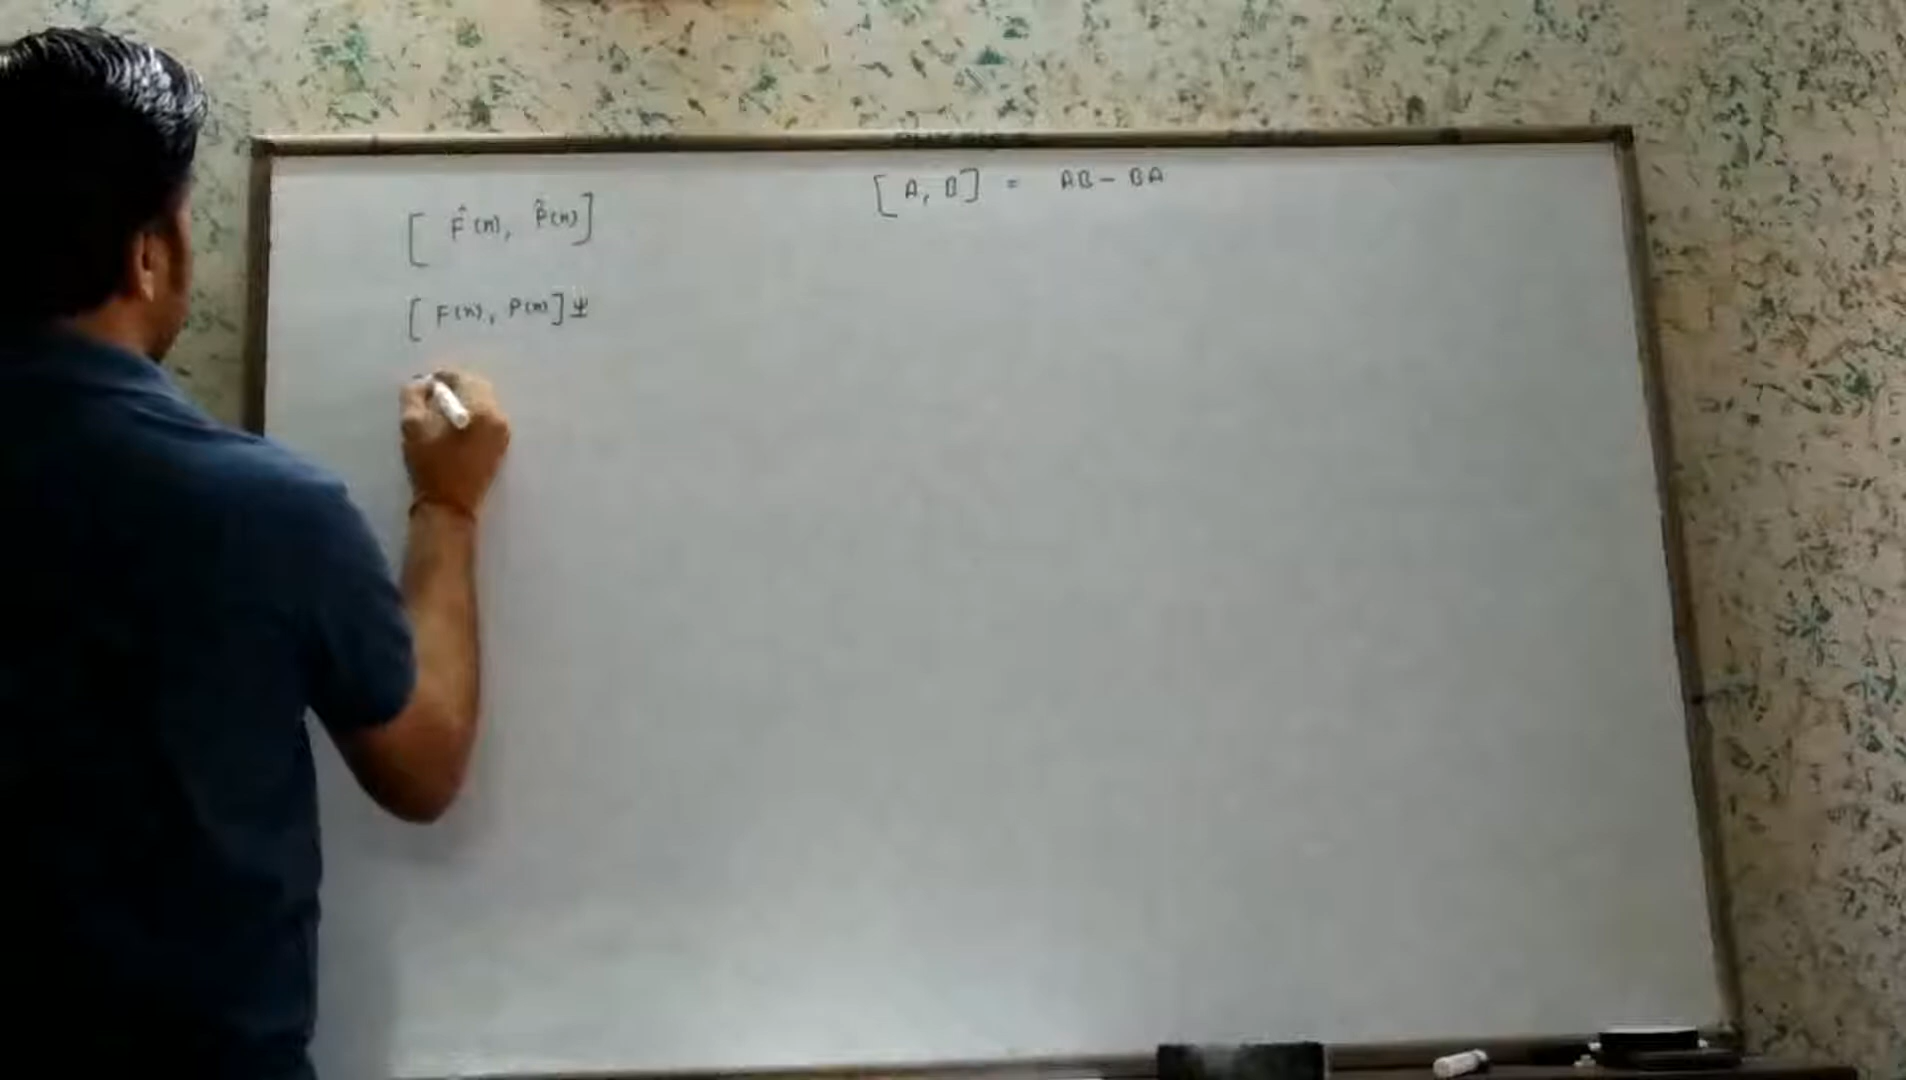 [ F̂(x), P̂(x) ]
[A, B] = AB - BA
[ F(x), P(x) ] Ψ